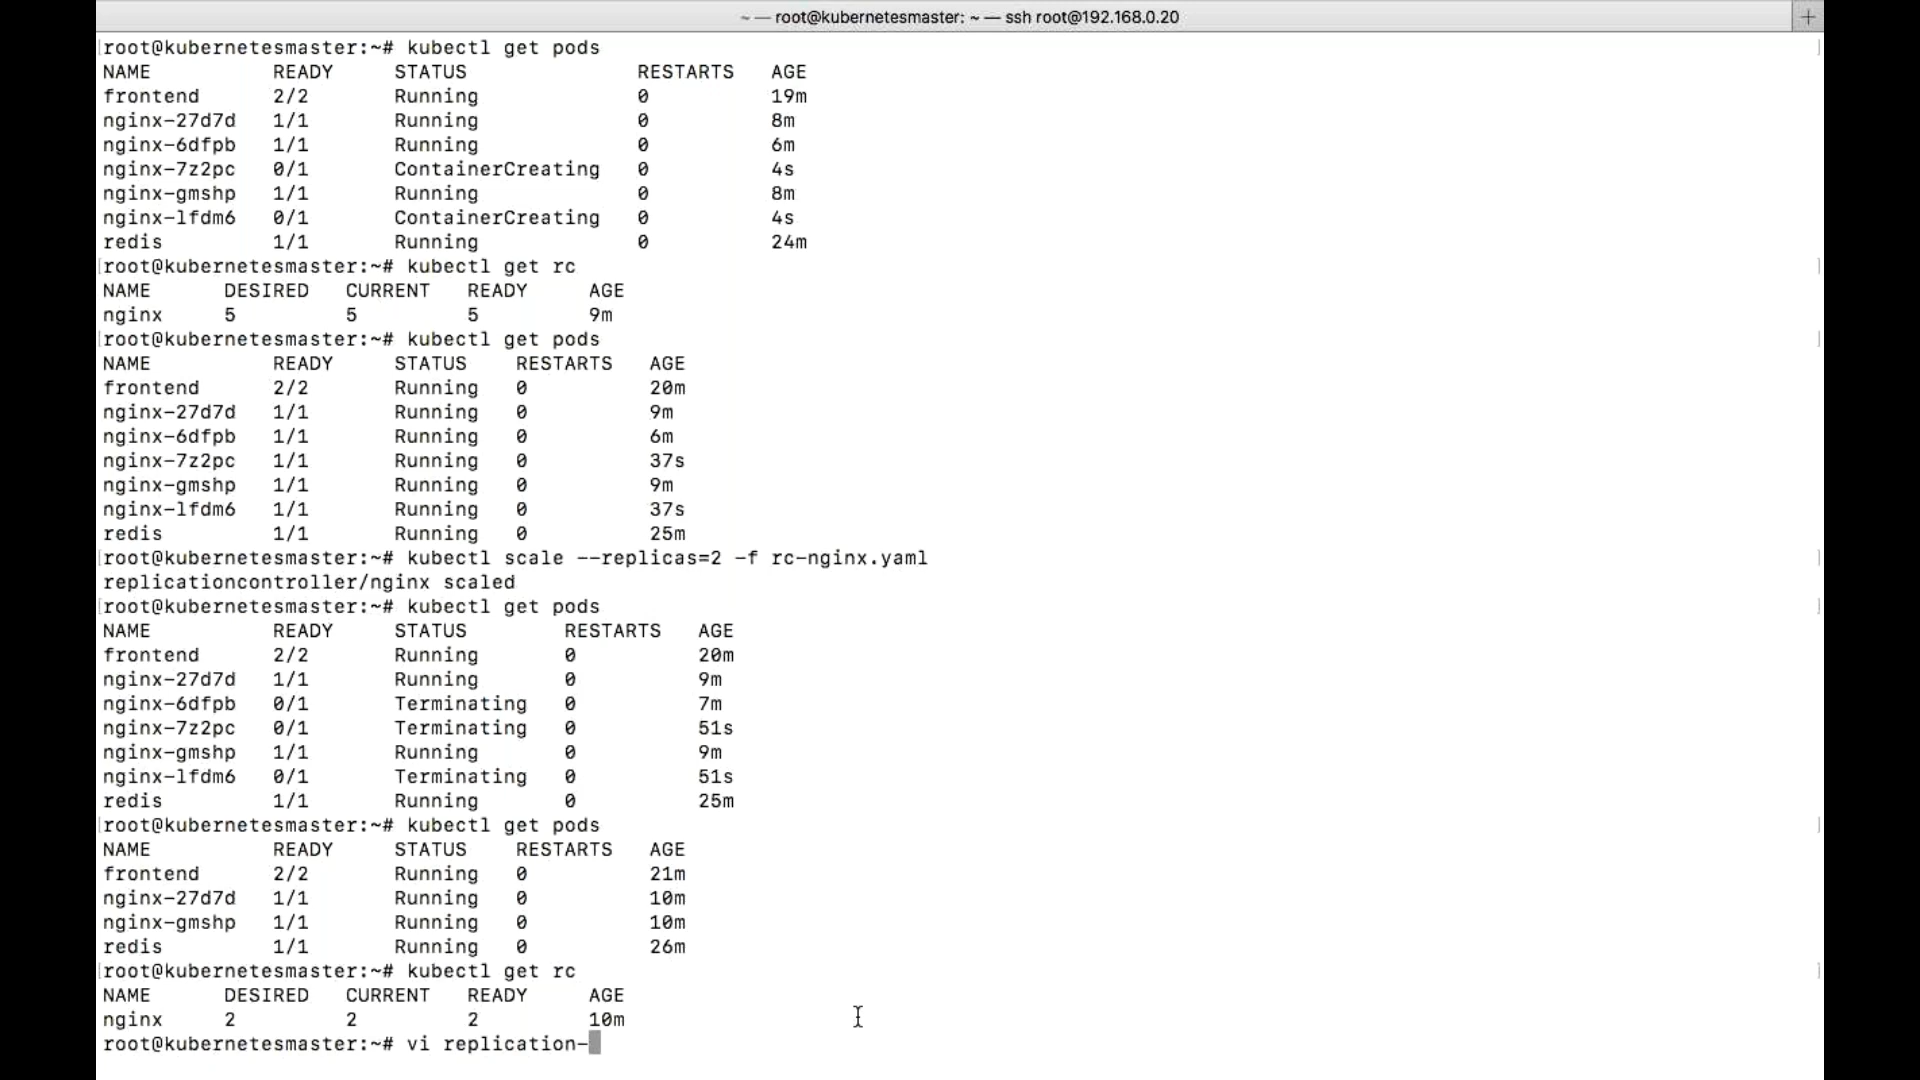 ~ — root@kubernetesmaster: ~ — ssh root@192.168.0.20
root@kubernetesmaster:~# kubectl get pods
NAME READY STATUS RESTARTS AGE
frontend 2/2 Running 0 19m
nginx-27d7d 1/1 Running 0 8m
nginx-6dfpb 1/1 Running 0 6m
nginx-7z2pc 0/1 ContainerCreating 0 4s
nginx-gmshp 1/1 Running 0 8m
nginx-lfdm6 0/1 ContainerCreating 0 4s
redis 1/1 Running 0 24m
root@kubernetesmaster:~# kubectl get rc
NAME DESIRED CURRENT READY AGE
nginx 5 5 5 9m
root@kubernetesmaster:~# kubectl get pods
NAME READY STATUS RESTARTS AGE
frontend 2/2 Running 0 20m
nginx-27d7d 1/1 Running 0 9m
nginx-6dfpb 1/1 Running 0 6m
nginx-7z2pc 1/1 Running 0 37s
nginx-gmshp 1/1 Running 0 9m
nginx-lfdm6 1/1 Running 0 37s
redis 1/1 Running 0 25m
root@kubernetesmaster:~# kubectl scale --replicas=2 -f rc-nginx.yaml
replicationcontroller/nginx scaled
root@kubernetesmaster:~# kubectl get pods
NAME READY STATUS RESTARTS AGE
frontend 2/2 Running 0 20m
nginx-27d7d 1/1 Running 0 9m
nginx-6dfpb 0/1 Terminating 0 7m
nginx-7z2pc 0/1 Terminating 0 51s
nginx-gmshp 1/1 Running 0 9m
nginx-lfdm6 0/1 Terminating 0 51s
redis 1/1 Running 0 25m
root@kubernetesmaster:~# kubectl get pods
NAME READY STATUS RESTARTS AGE
frontend 2/2 Running 0 21m
nginx-27d7d 1/1 Running 0 10m
nginx-gmshp 1/1 Running 0 10m
redis 1/1 Running 0 26m
root@kubernetesmaster:~# kubectl get rc
NAME DESIRED CURRENT READY AGE
nginx 2 2 2 10m
root@kubernetesmaster:~# vi replication-